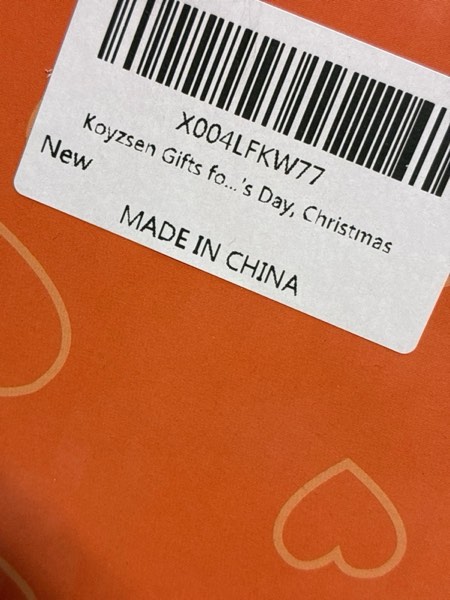 X004LFKW77
Koyzsen Gifts fo...'s Day, Christmas
New
MADE IN CHINA